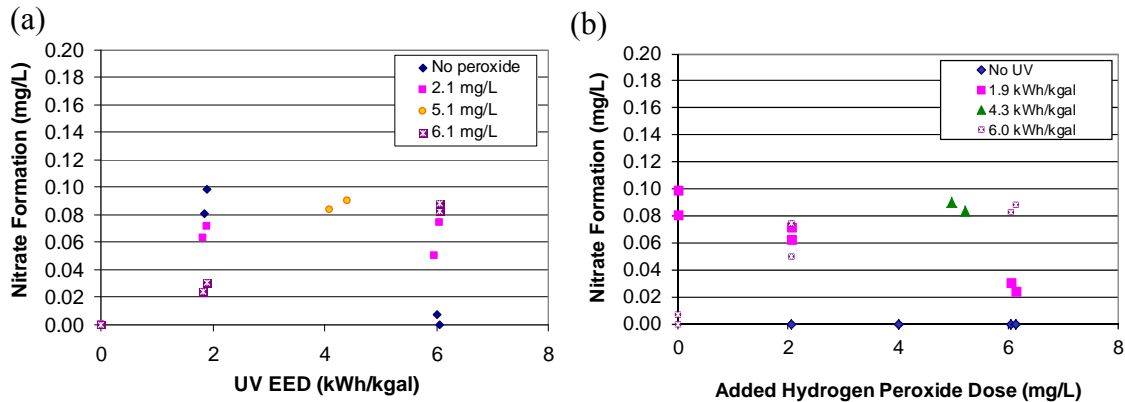 (a)
Nitrate Formation (mg/L)
0.20
0.18
0.16
0.14
0.12
0.10
0.08
0.06
0.04
0.02
0.00
0 2 4 6 8
UV EED (kWh/kgal)
No peroxide
2.1 mg/L
5.1 mg/L
6.1 mg/L
(b)
Nitrate Formation (mg/L)
0.20
0.18
0.16
0.14
0.12
0.10
0.08
0.06
0.04
0.02
0.00
0 2 4 6 8
Added Hydrogen Peroxide Dose (mg/L)
No UV
1.9 kWh/kgal
4.3 kWh/kgal
6.0 kWh/kgal